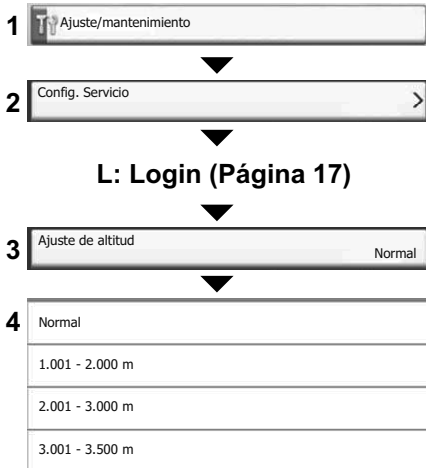 1 Ajuste/mantenimiento
2 Config. Servicio >
L: Login (Página 17)
3 Ajuste de altitud Normal
4 Normal
1.001 - 2.000 m
2.001 - 3.000 m
3.001 - 3.500 m